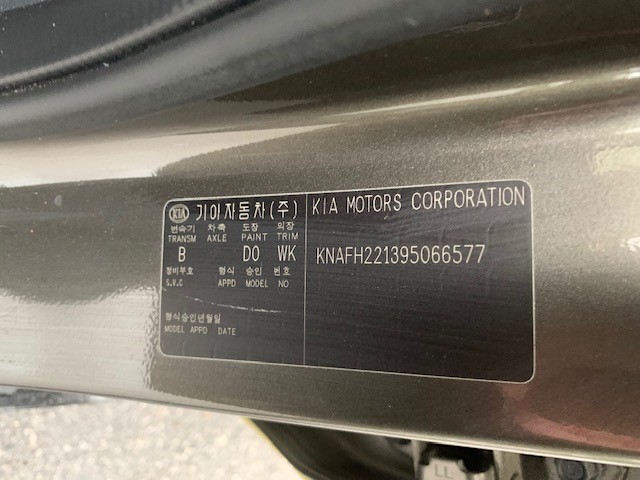 KIA 기아자동차(주) KIA MOTORS CORPORATION
변속기 차축 도장 의장
TRANSM AXLE PAINT TRIM
B D0 WK KNAFH221395066577
정비부호 형식 승인 번호
G.V.C APPD MODEL NO
형식승인년월일
MODEL APPD DATE
LL